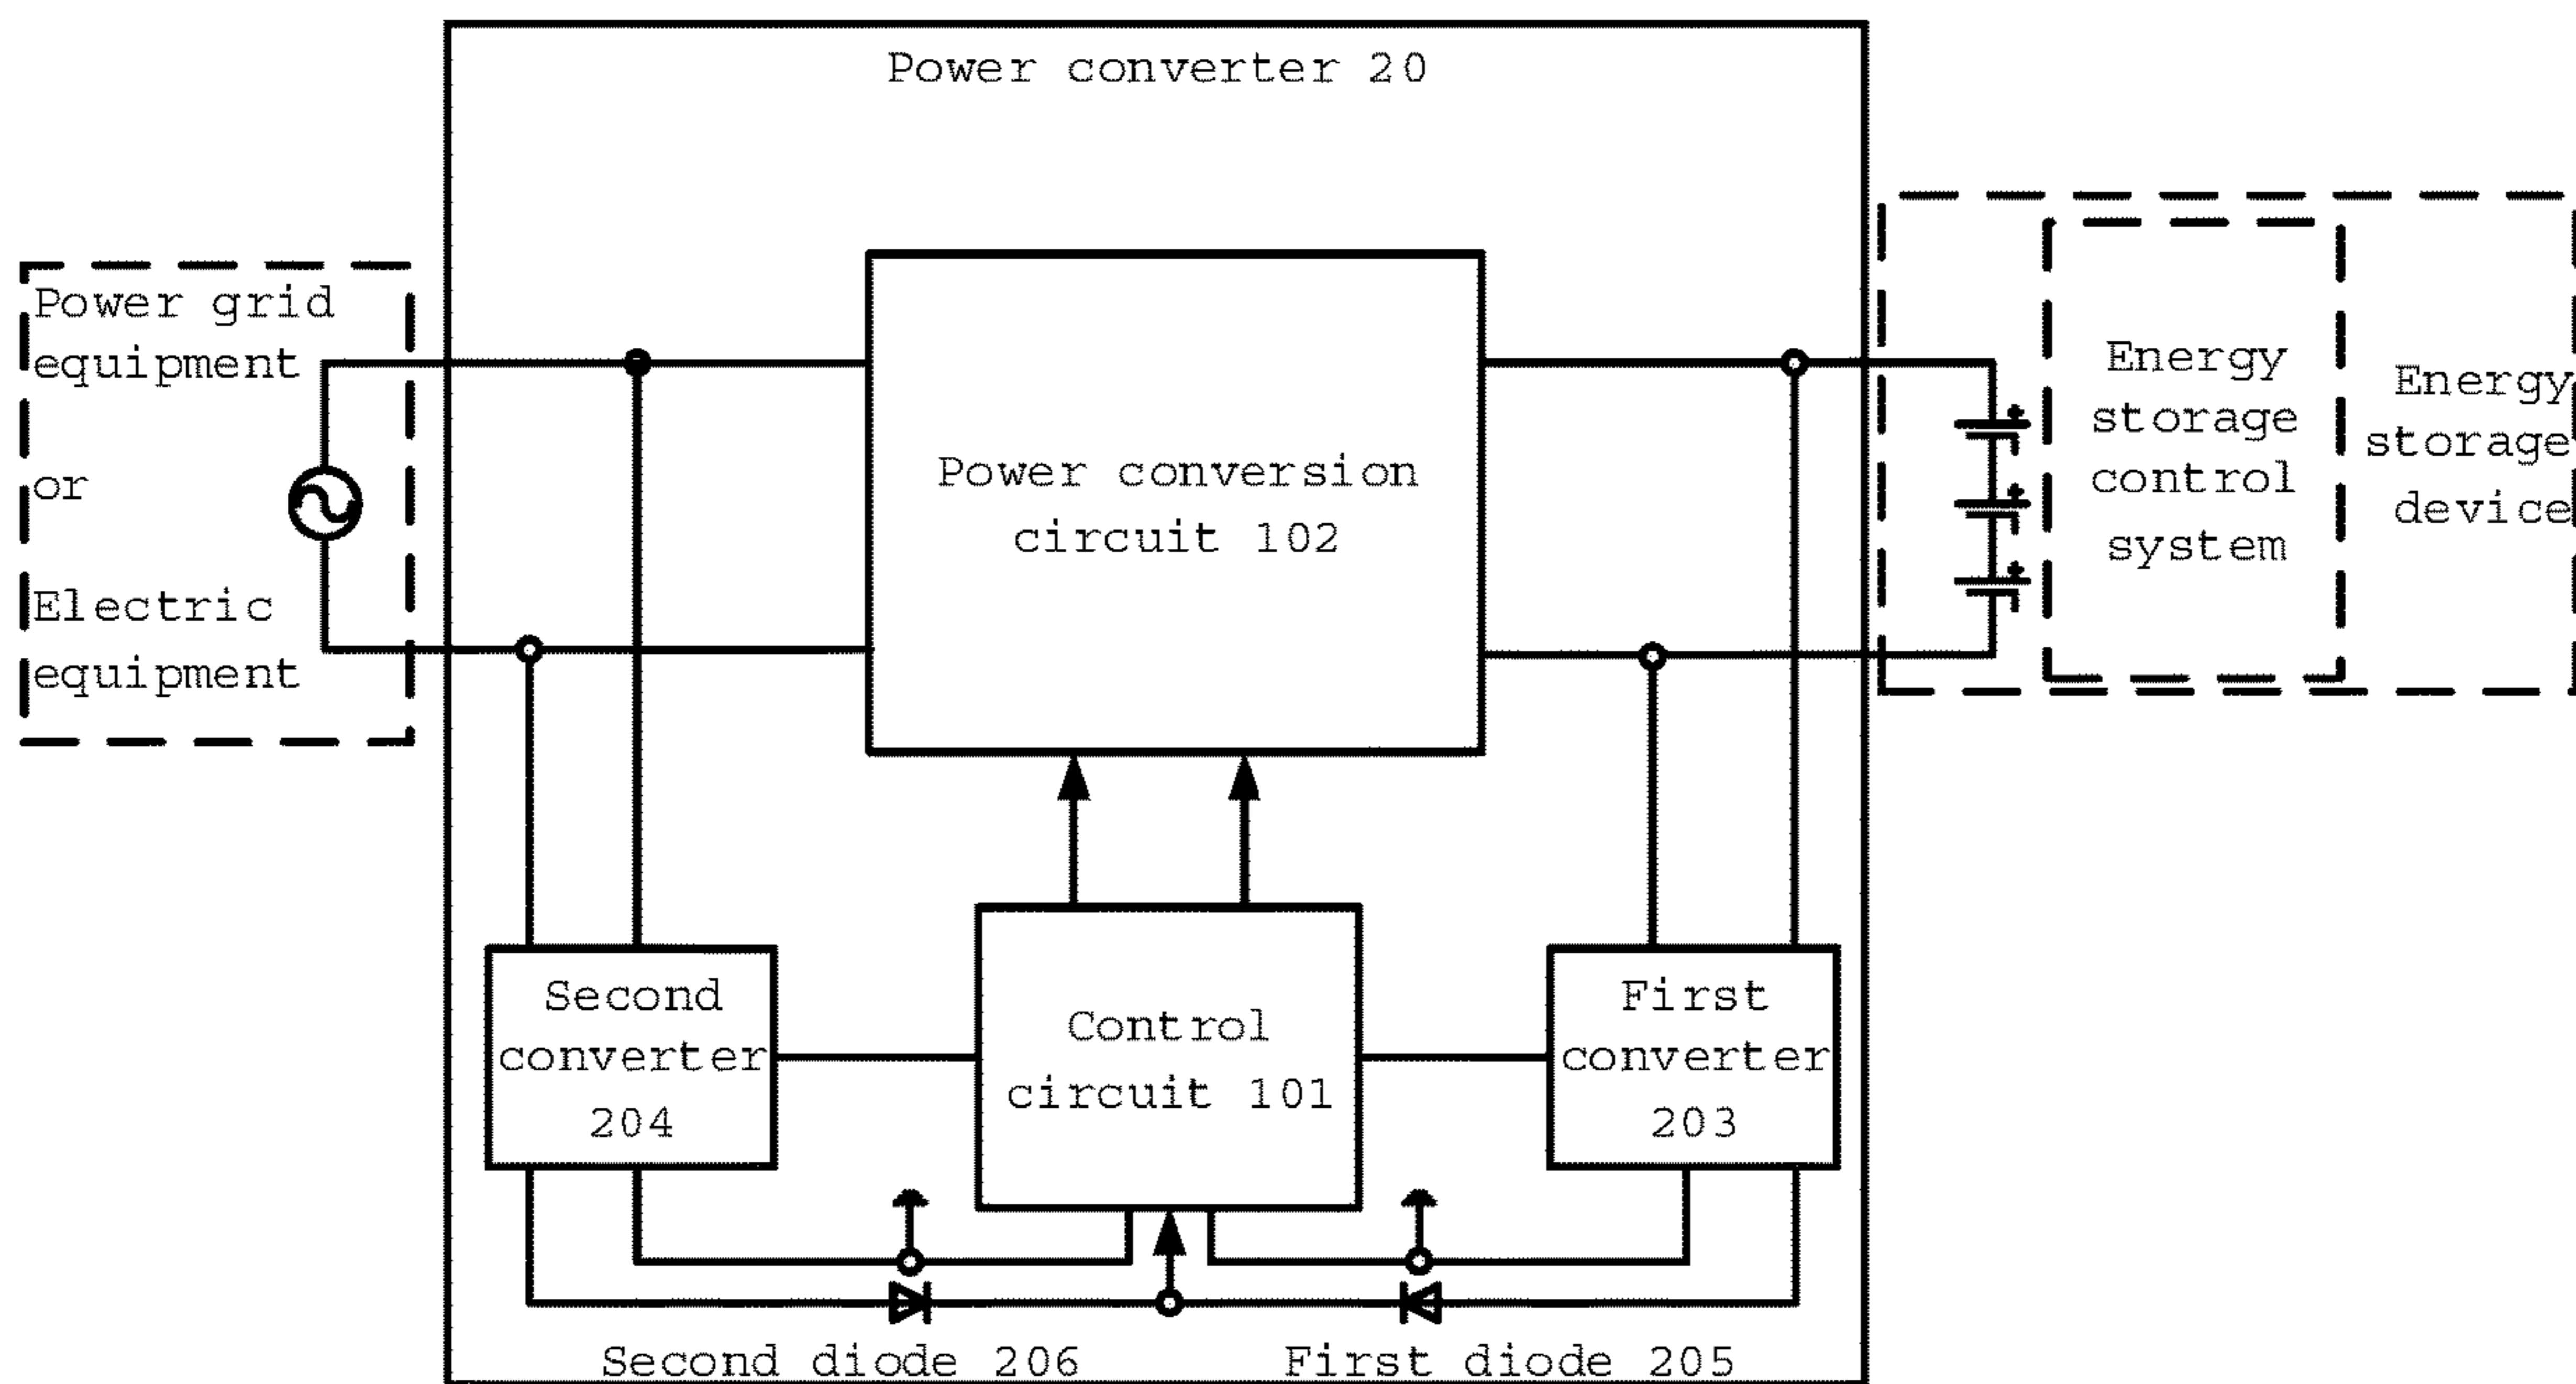 Power converter 20
Power grid
equipment
or
Electric
equipment
Power conversion
circuit 102
Energy
storage
control
system
Energy
storage
device
Second
converter
204
Control
circuit 101
First
converter
203
Second diode 206
First diode 205